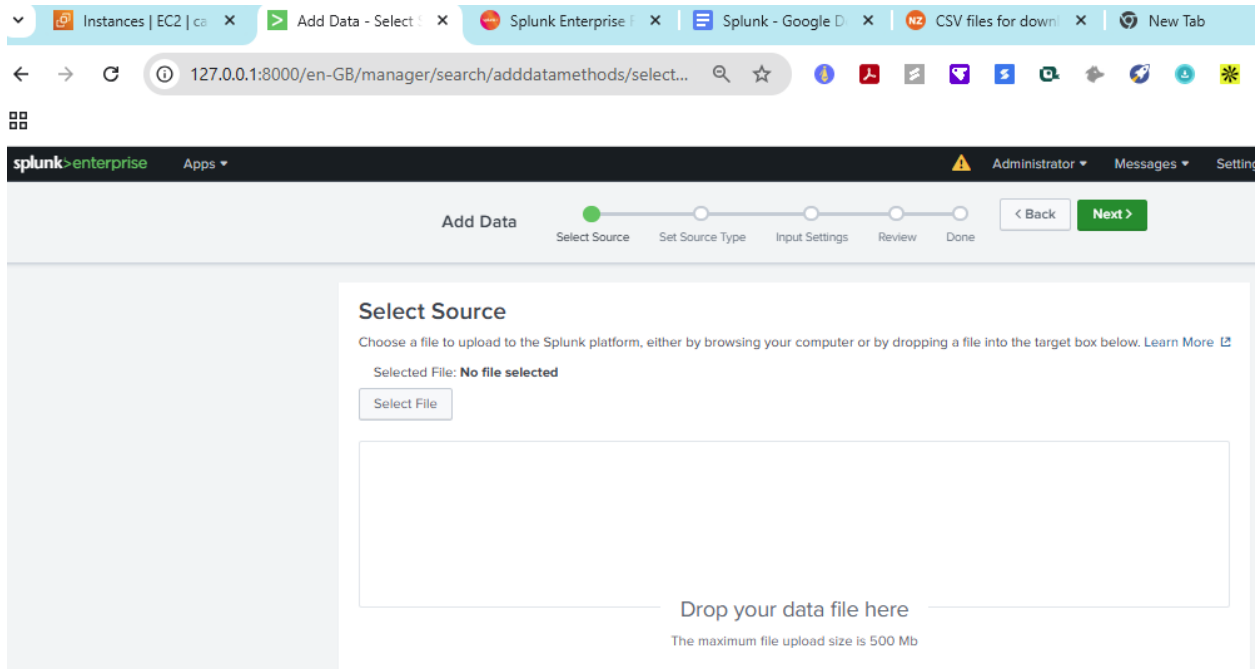 Instances | EC2 | ca
Add Data - Select S
Splunk Enterprise F
Splunk - Google D
CSV files for downl
New Tab
127.0.0.1:8000/en-GB/manager/search/adddatamethods/select...
splunk>enterprise Apps Administrator Messages Setting
Add Data
Select Source Set Source Type Input Settings Review Done
< Back Next >
Select Source
Choose a file to upload to the Splunk platform, either by browsing your computer or by dropping a file into the target box below. Learn More
Selected File: No file selected
Select File
Drop your data file here
The maximum file upload size is 500 Mb